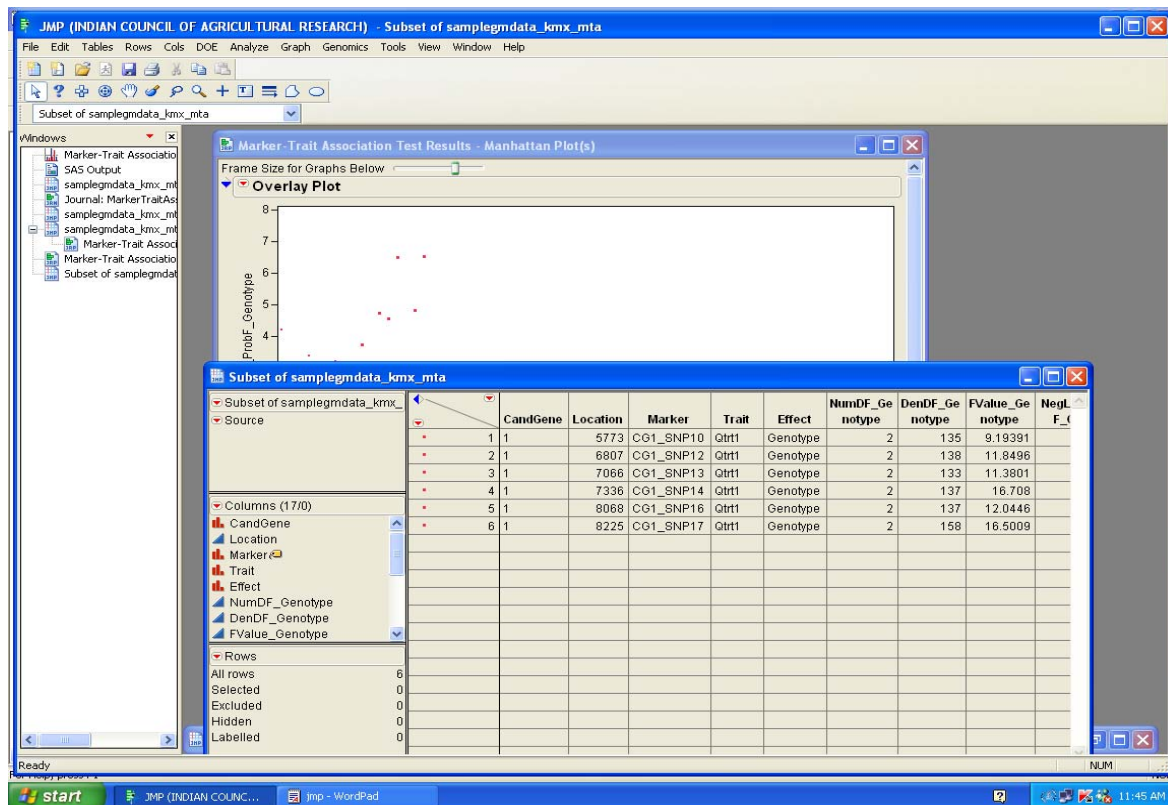 JMP (INDIAN COUNCIL OF AGRICULTURAL RESEARCH) - Subset of samplegmdata_kmx_mta
File Edit Tables Rows Cols DOE Analyze Graph Genomics Tools View Window Help
Subset of samplegmdata_kmx_mta
Windows
Marker-Trait Associatio
SAS Output
samplegmdata_kmx_mt
Journal: MarkerTraitAs
samplegmdata_kmx_mt
samplegmdata_kmx_mt
Marker-Trait Associ
Marker-Trait Associatio
Subset of samplegmdat
Marker-Trait Association Test Results - Manhattan Plot(s)
Frame Size for Graphs Below
Overlay Plot
8
7
6
5
4
_ProbF_Genotype
Subset of samplegmdata_kmx_mta
Subset of samplegmdata_kmx_
Source
Columns (17/0)
CandGene
Location
Marker
Trait
Effect
NumDF_Genotype
DenDF_Genotype
FValue_Genotype
Rows
All rows 6
Selected 0
Excluded 0
Hidden 0
Labelled 0
CandGene Location Marker Trait Effect NumDF_Genotype DenDF_Genotype FValue_Genotype NegL F_
1 1 5773 CG1_SNP10 Qtrt1 Genotype 2 135 9.19391
2 1 6807 CG1_SNP12 Qtrt1 Genotype 2 138 11.8496
3 1 7066 CG1_SNP13 Qtrt1 Genotype 2 133 11.3801
4 1 7336 CG1_SNP14 Qtrt1 Genotype 2 137 16.708
5 1 8068 CG1_SNP16 Qtrt1 Genotype 2 137 12.0446
6 1 8225 CG1_SNP17 Qtrt1 Genotype 2 158 16.5009
Ready NUM
start JMP (INDIAN COUNC... jmp - WordPad 11:45 AM